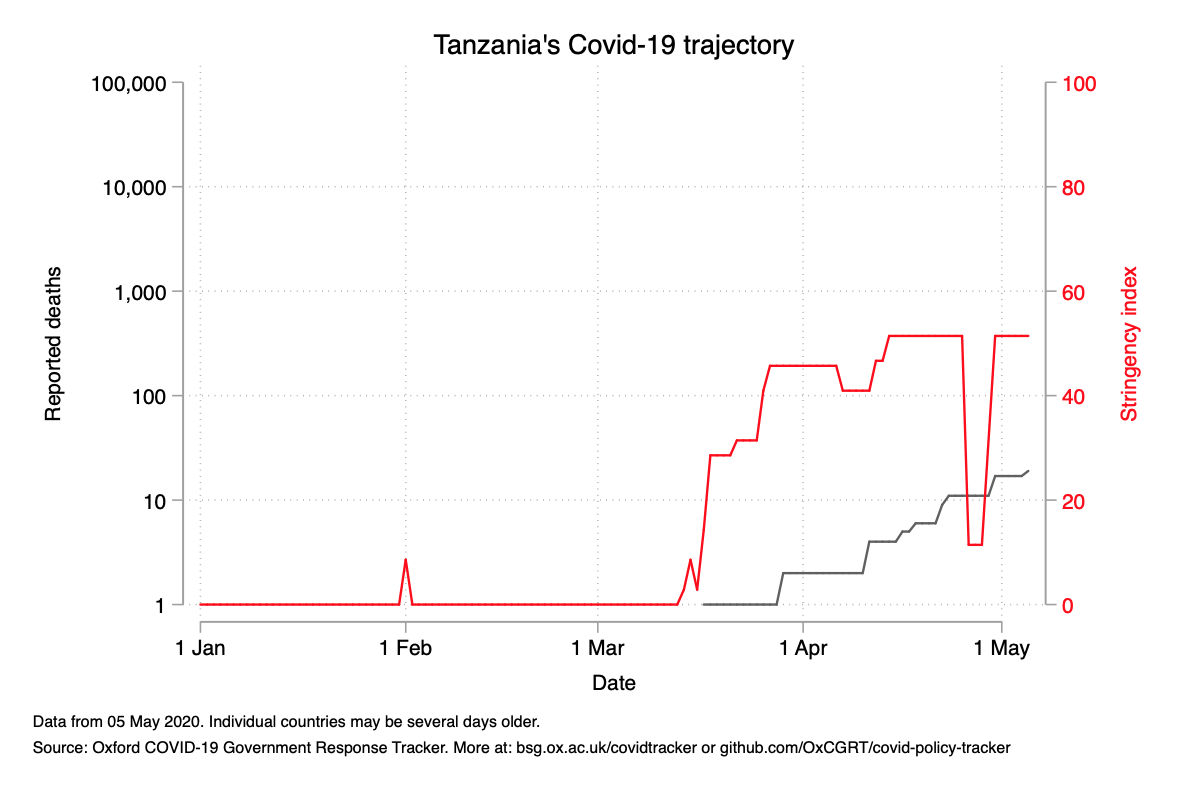 Tanzania's Covid-19 trajectory
100,000
10,000
1,000
100
10
1
Reported deaths
100
80
60
40
20
0
Stringency index
1 Jan
1 Feb
1 Mar
1 Apr
1 May
Date
Data from 05 May 2020. Individual countries may be several days older.
Source: Oxford COVID-19 Government Response Tracker. More at: bsg.ox.ac.uk/covidtracker or github.com/OxCGRT/covid-policy-tracker